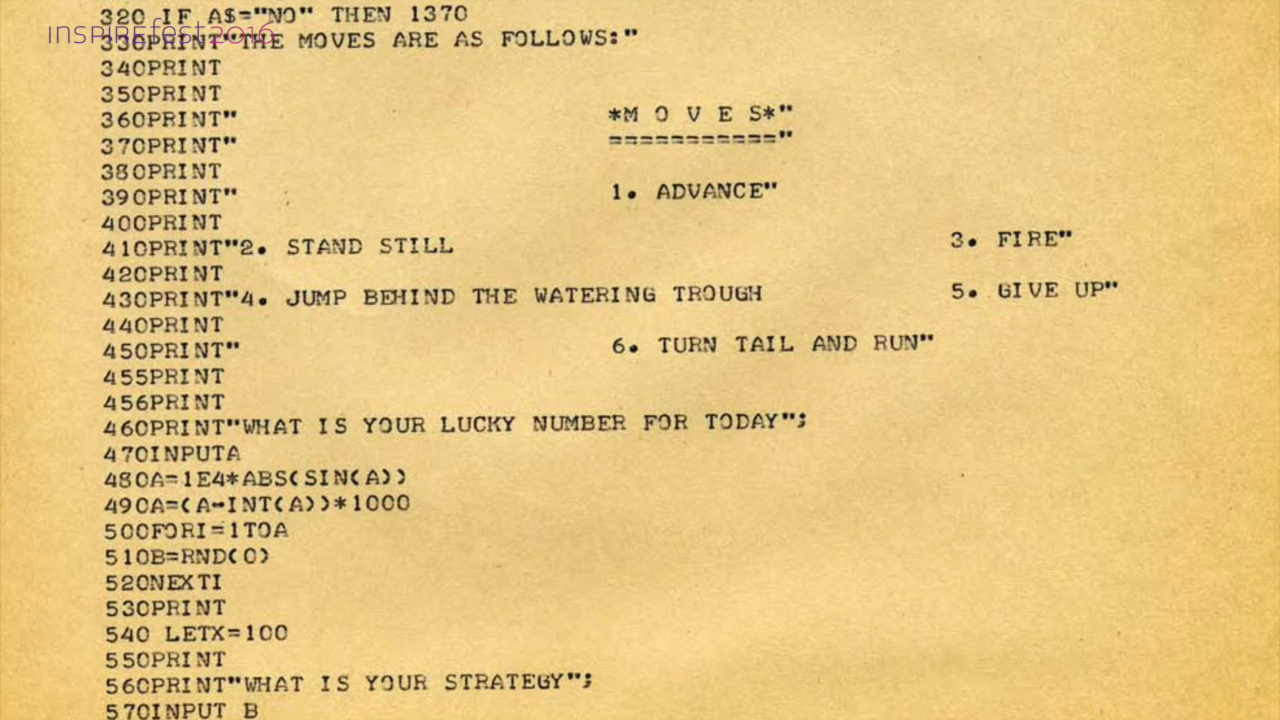 320 IF A$="NO" THEN 1370
INSPIREfest2016
330PRINT"THE MOVES ARE AS FOLLOWS:"
340PRINT
350PRINT
360PRINT" *M O V E S*"
370PRINT" ==========="
380PRINT
390PRINT" 1. ADVANCE"
400PRINT
410PRINT"2. STAND STILL 3. FIRE"
420PRINT
430PRINT"4. JUMP BEHIND THE WATERING TROUGH 5. GIVE UP"
440PRINT
450PRINT" 6. TURN TAIL AND RUN"
455PRINT
456PRINT
460PRINT"WHAT IS YOUR LUCKY NUMBER FOR TODAY";
470INPUTA
480A=1E4*ABS(SIN(A))
490A=(A-INT(A))*1000
500FORI=1TOA
510B=RND(0)
520NEXTI
530PRINT
540 LETX=100
550PRINT
560PRINT"WHAT IS YOUR STRATEGY";
570INPUT B